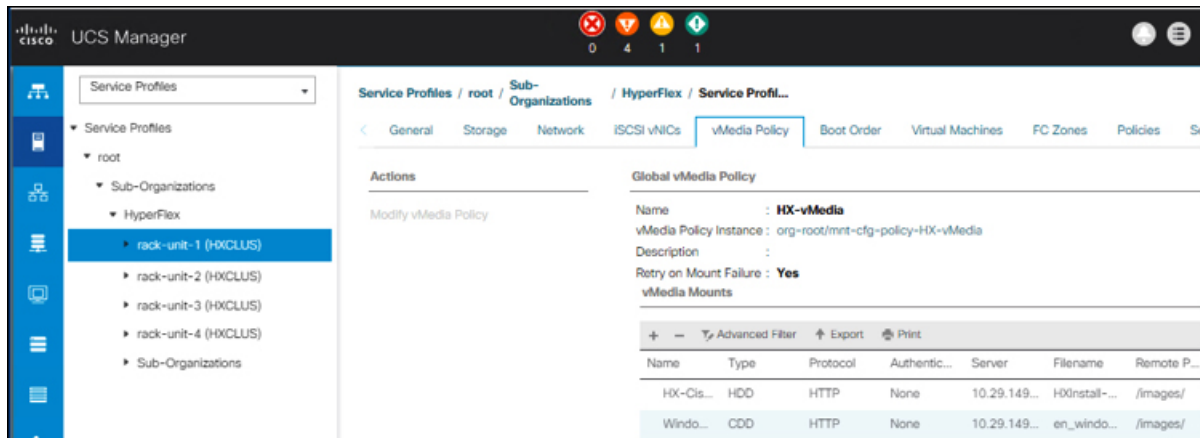 cisco UCS Manager
0 4 1 1
Service Profiles
Service Profiles / root / Sub-Organizations / HyperFlex / Service Profil...
Service Profiles
root
Sub-Organizations
HyperFlex
rack-unit-1 (HXCLUS)
rack-unit-2 (HXCLUS)
rack-unit-3 (HXCLUS)
rack-unit-4 (HXCLUS)
Sub-Organizations
General Storage Network iSCSI vNICs vMedia Policy Boot Order Virtual Machines FC Zones Policies Se
Actions
Modify vMedia Policy
Global vMedia Policy
Name : HX-vMedia
vMedia Policy Instance : org-root/mnt-cfg-policy-HX-vMedia
Description :
Retry on Mount Failure : Yes
vMedia Mounts
+ − Advanced Filter Export Print
Name Type Protocol Authentic... Server Filename Remote P...
HX-Cis... HDD HTTP None 10.29.149... HXInstall-... /images/
Windo... CDD HTTP None 10.29.149... en_windo... /images/